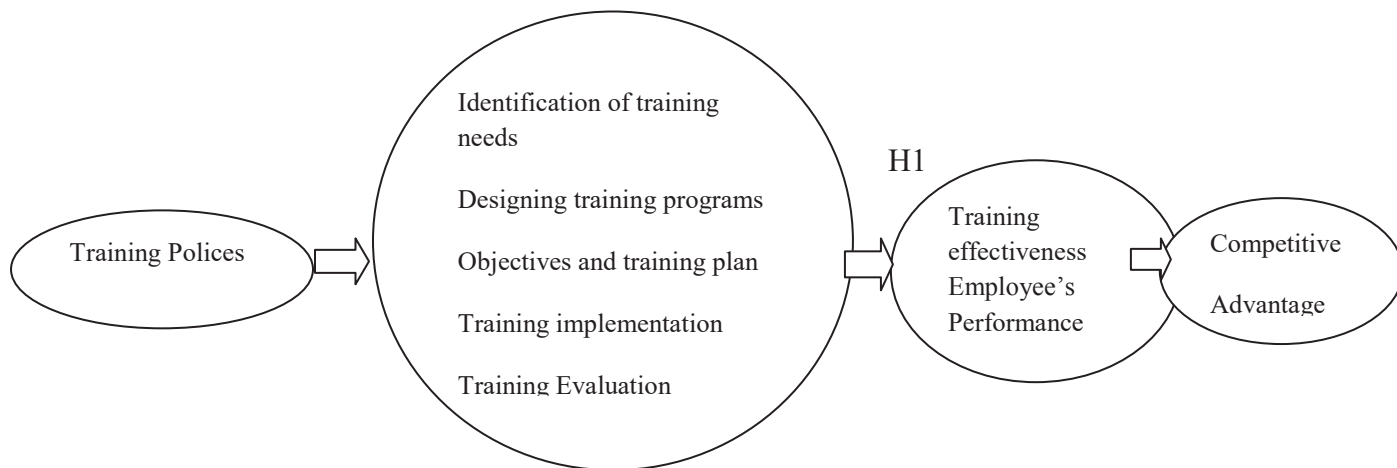 Training Polices
Identification of training
needs
Designing training programs
Objectives and training plan
Training implementation
Training Evaluation
H1
Training
effectiveness
Employee’s
Performance
Competitive
Advantage